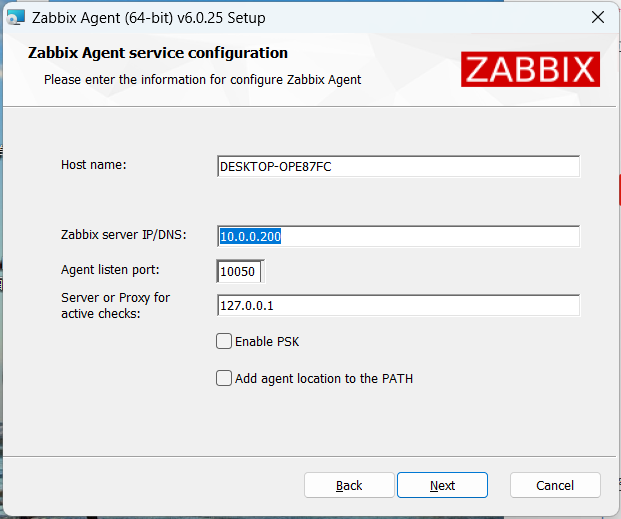 Zabbix Agent (64-bit) v6.0.25 Setup
Zabbix Agent service configuration
Please enter the information for configure Zabbix Agent
ZABBIX
Host name:
DESKTOP-OPE87FC
Zabbix server IP/DNS:
10.0.0.200
Agent listen port:
10050
Server or Proxy for
active checks:
127.0.0.1
Enable PSK
Add agent location to the PATH
Back
Next
Cancel